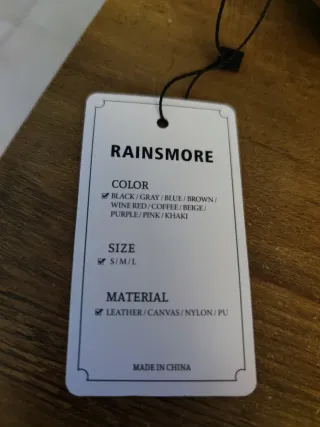 RAINSMORE
COLOR
☑ BLACK / GRAY / BLUE / BROWN /
WINE RED / COFFEE / BEIGE /
PURPLE / PINK / KHAKI
SIZE
☑ S / M / L
MATERIAL
☑ LEATHER / CANVAS / NYLON / PU
MADE IN CHINA